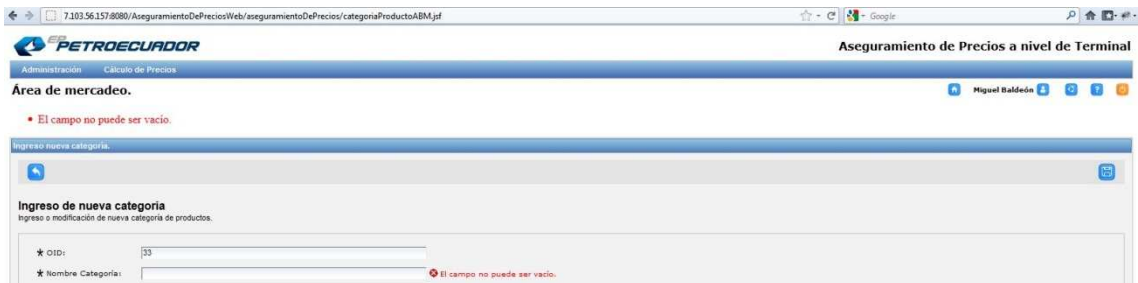 7.103.56.157:8080/AseguramientoDePreciosWeb/aseguramientoDePrecios/categoriaProductoABM.jsf
Google
EP PETROECUADOR
Aseguramiento de Precios a nivel de Terminal
Administración Cálculo de Precios
Área de mercadeo.
Miguel Baldeón
• El campo no puede ser vacío.
Ingreso nueva categoría.
Ingreso de nueva categoria
Ingreso o modificación de nueva categoría de productos.
* OID: 33
* Nombre Categoría: El campo no puede ser vacío.